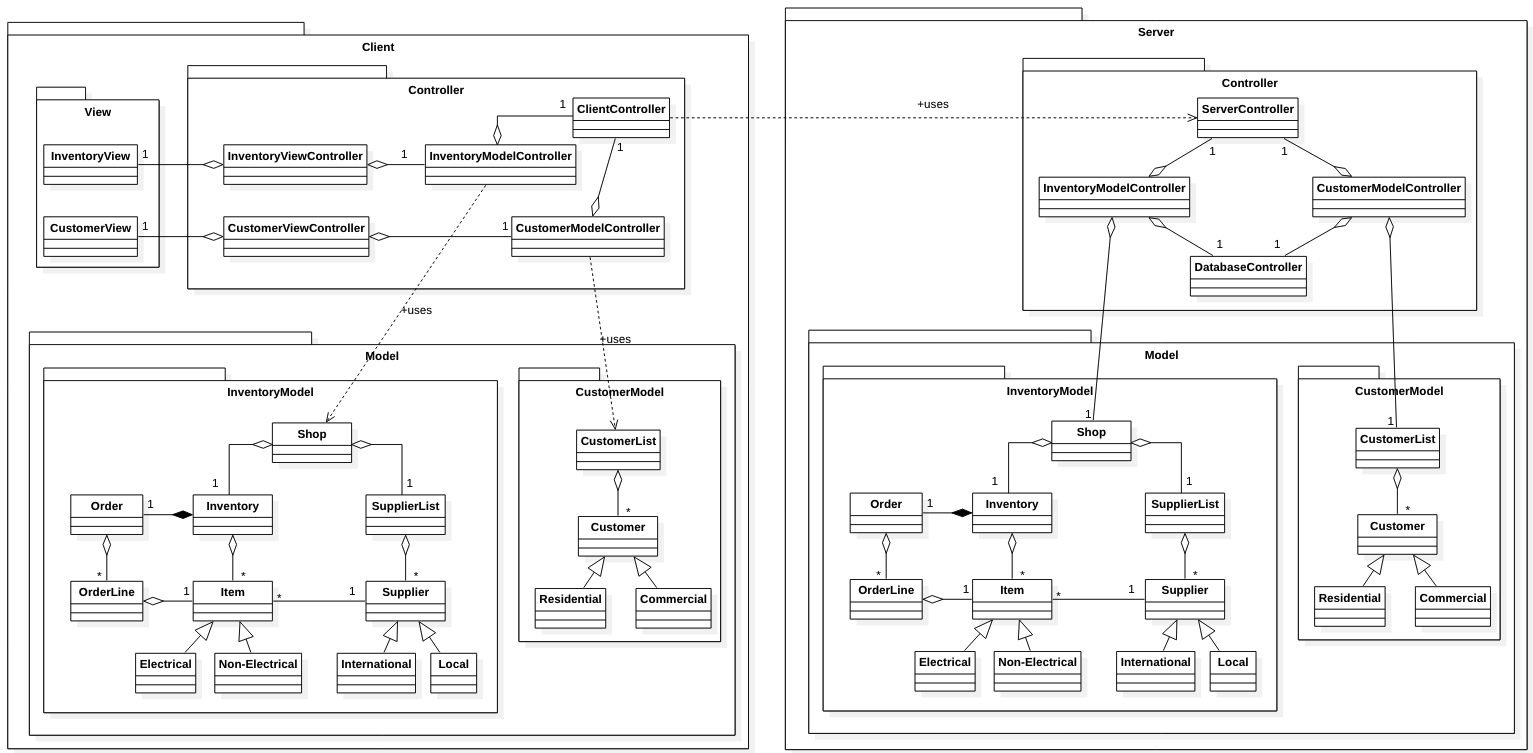 Client
View
InventoryView
1
CustomerView
1
Controller
ClientController
1
1
InventoryViewController
1
InventoryModelController
CustomerViewController
1
CustomerModelController
+uses
+uses
+uses
Model
InventoryModel
Shop
1
1
Order
1
Inventory
SupplierList
*
*
*
OrderLine
1
Item
*
1
Supplier
Electrical
Non-Electrical
International
Local
CustomerModel
CustomerList
*
Customer
Residential
Commercial
Server
Controller
ServerController
1
1
InventoryModelController
CustomerModelController
1
1
DatabaseController
Model
InventoryModel
1
Shop
1
1
Order
1
Inventory
SupplierList
*
*
*
OrderLine
1
Item
*
1
Supplier
Electrical
Non-Electrical
International
Local
CustomerModel
1
CustomerList
*
Customer
Residential
Commercial